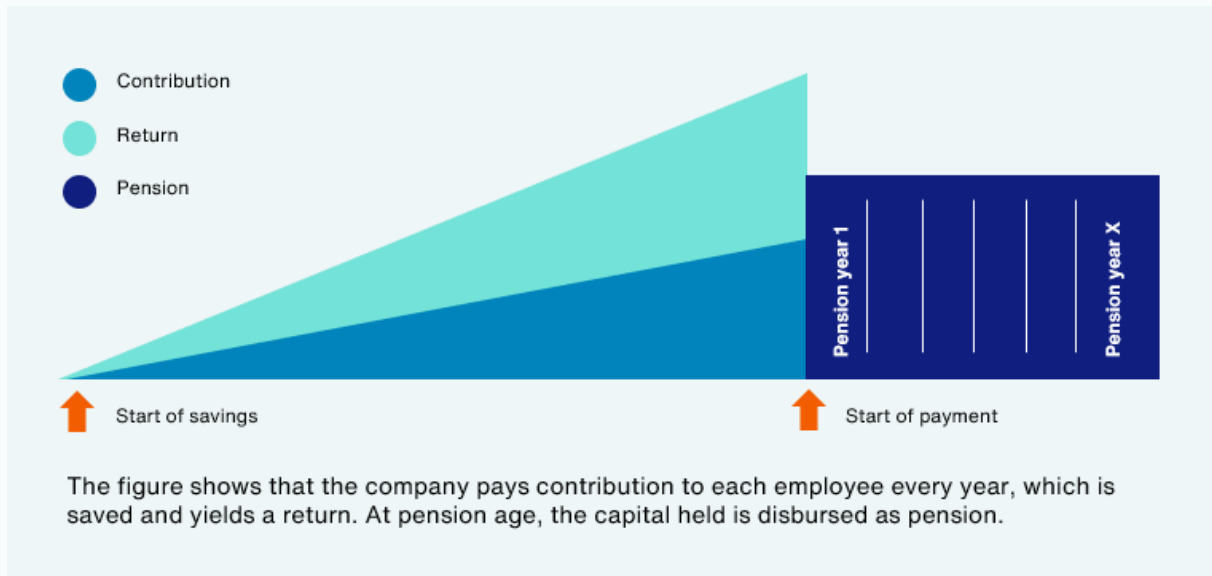 Contribution
Return
Pension
Pension year 1
Pension year X
Start of savings
Start of payment
The figure shows that the company pays contribution to each employee every year, which is
saved and yields a return. At pension age, the capital held is disbursed as pension.